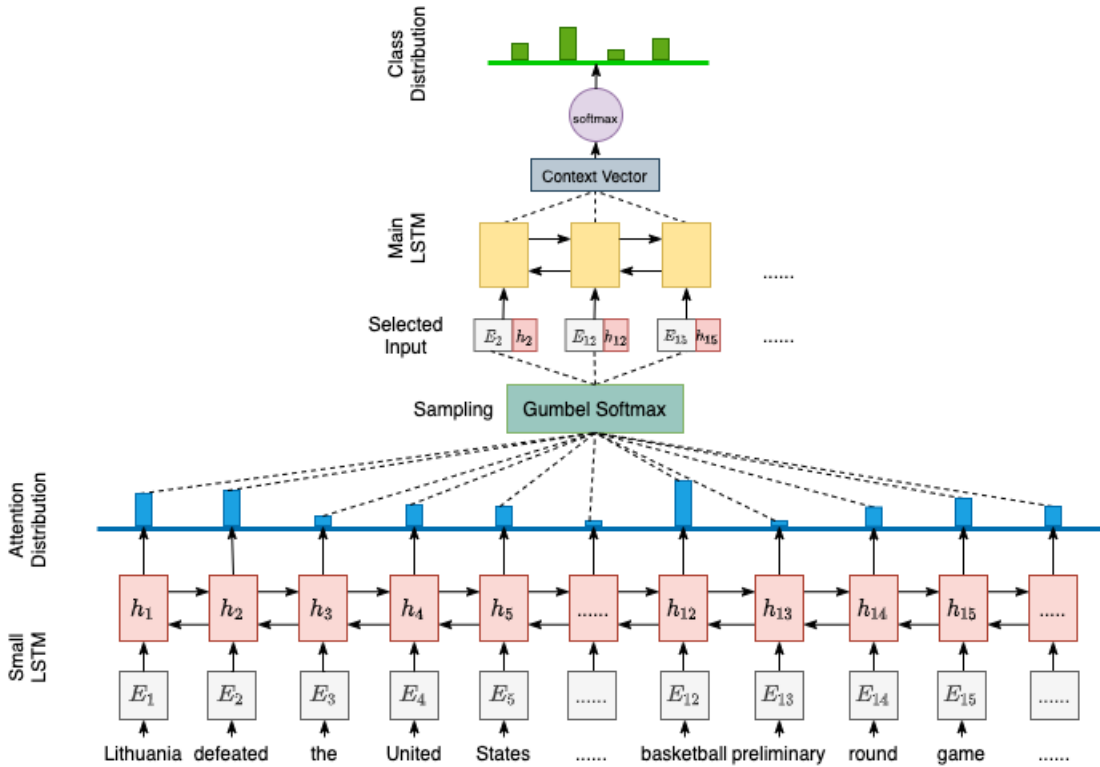 Class
Distribution
softmax
Context Vector
Main
LSTM
......
Selected
Input
E2 h2 E12 h12 E15 h15 ......
Sampling
Gumbel Softmax
Attention
Distribution
Small
LSTM
h1 h2 h3 h4 h5 ...... h12 h13 h14 h15 .....
E1 E2 E3 E4 E5 ...... E12 E13 E14 E15 ......
Lithuania defeated the United States ...... basketball preliminary round game ......